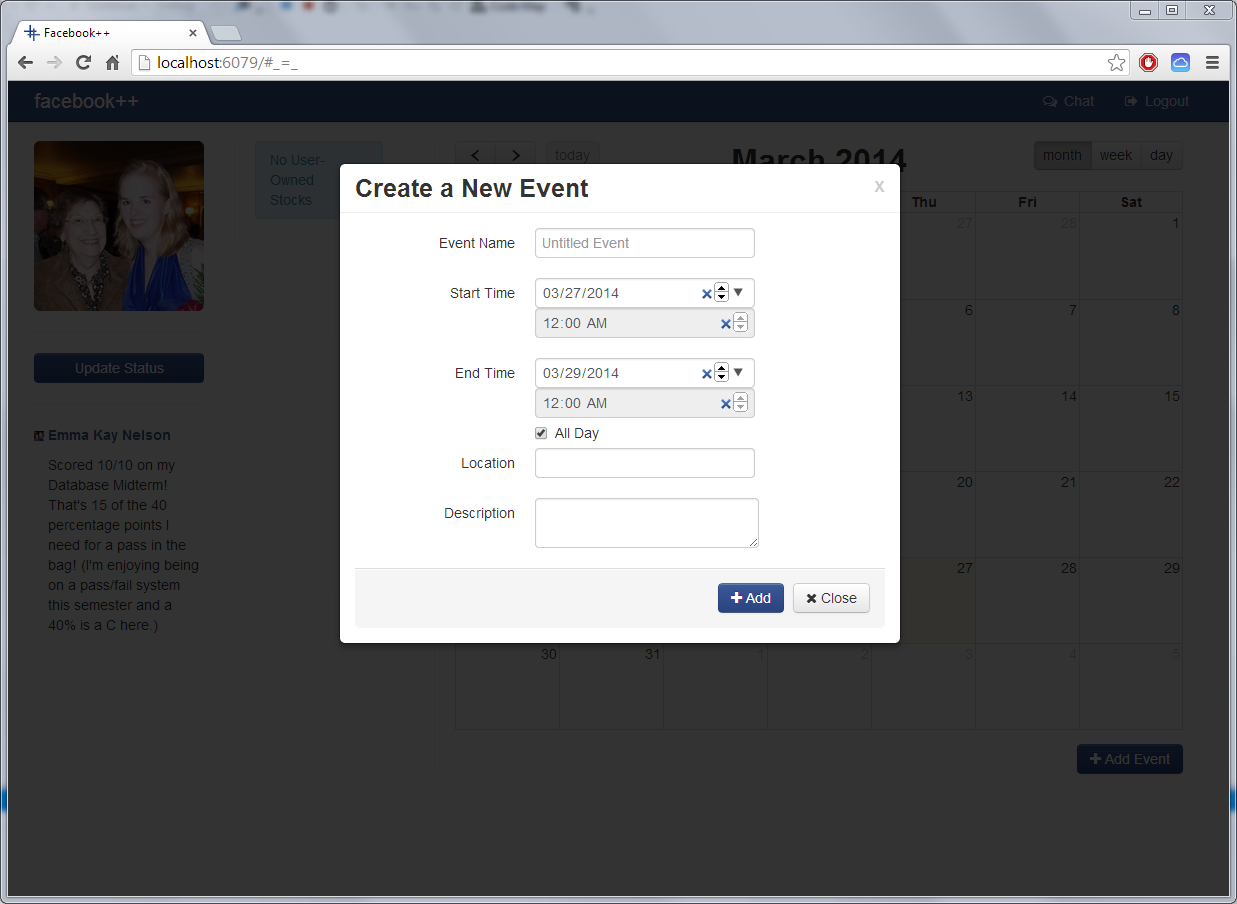 Facebook++
localhost:6079/#_=_
facebook++
Chat
Logout
No User-
Owned
Stocks
Update Status
Emma Kay Nelson
Scored 10/10 on my
Database Midterm!
That's 15 of the 40
percentage points I
need for a pass in the
bag! (I'm enjoying being
on a pass/fail system
this semester and a
40% is a C here.)
today
March 2014
month week day
Thu Fri Sat
27 28 1
6 7 8
13 14 15
20 21 22
27 28 29
30 31 1 2 3 4 5
Add Event
Create a New Event
x
Event Name Untitled Event
Start Time 03/27/2014
12:00 AM
End Time 03/29/2014
12:00 AM
All Day
Location
Description
Add Close